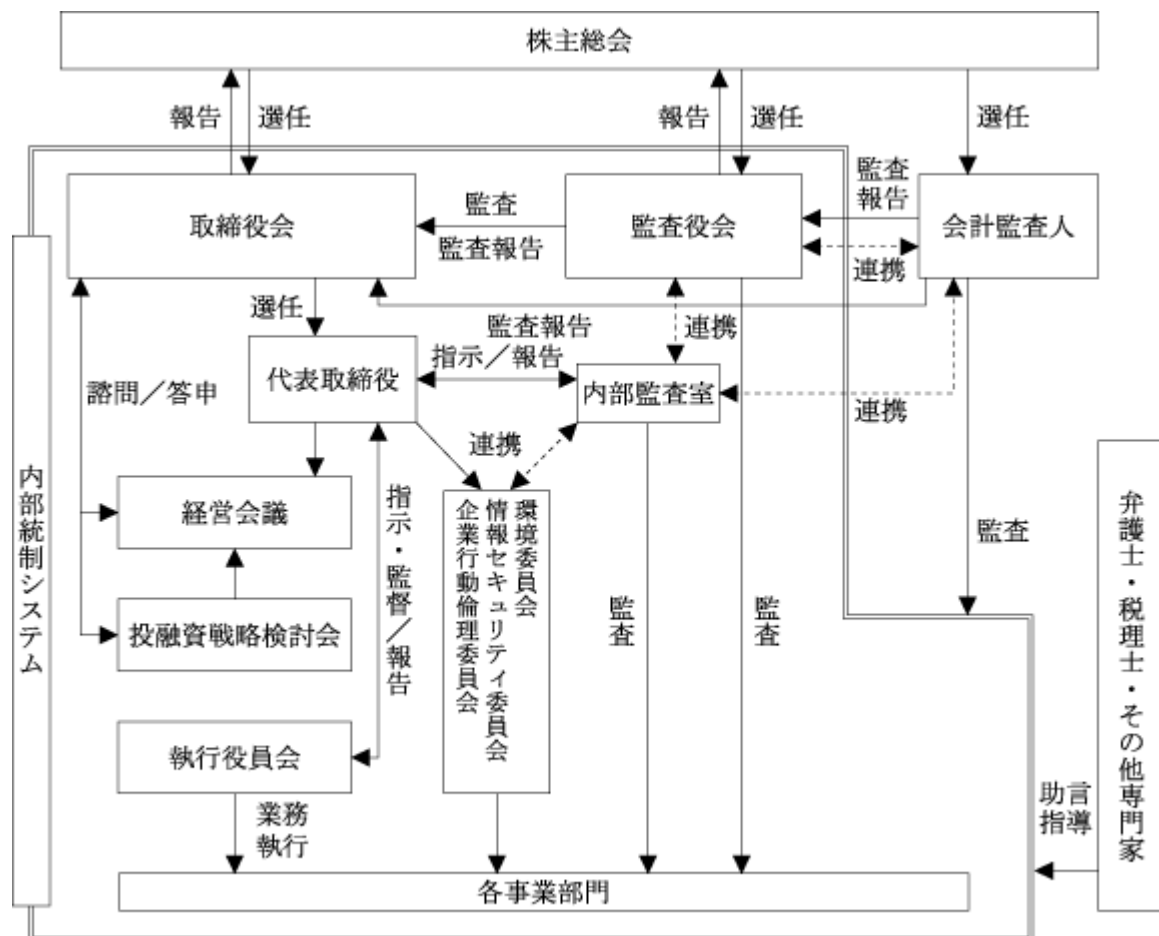 株主総会
報告
選任
報告
選任
選任
取締役会
監査
監査報告
監査役会
監査
報告
連携
会計監査人
選任
監査報告
連携
代表取締役
指示／報告
内部監査室
連携
諮問／答申
連携
内部統制システム
経営会議
指示・監督／報告
環境委員会
情報セキュリティ委員会
企業行動倫理委員会
監査
監査
監査
弁護士・税理士・その他専門家
投融資戦略検討会
執行役員会
業務
執行
助言
指導
各事業部門